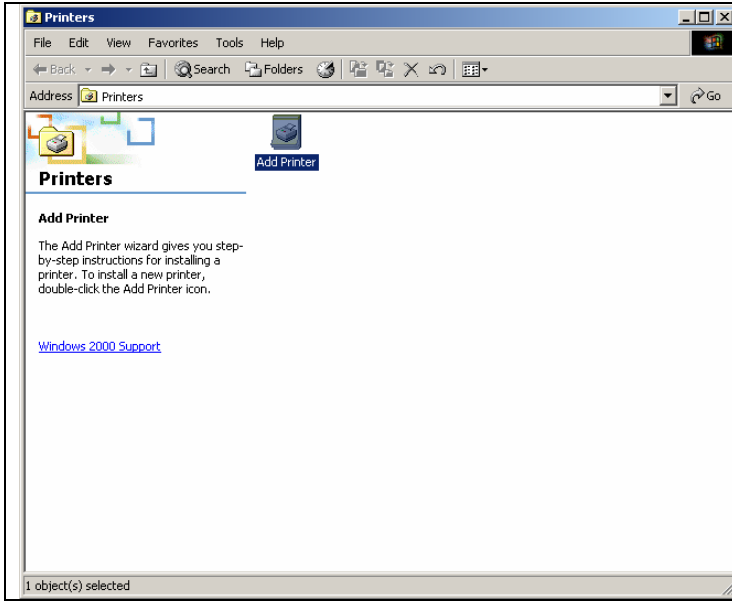 Printers
File Edit View Favorites Tools Help
Back Search Folders
Address Printers Go
Add Printer
Printers
Add Printer
The Add Printer wizard gives you step-
by-step instructions for installing a
printer. To install a new printer,
double-click the Add Printer icon.
Windows 2000 Support
1 object(s) selected